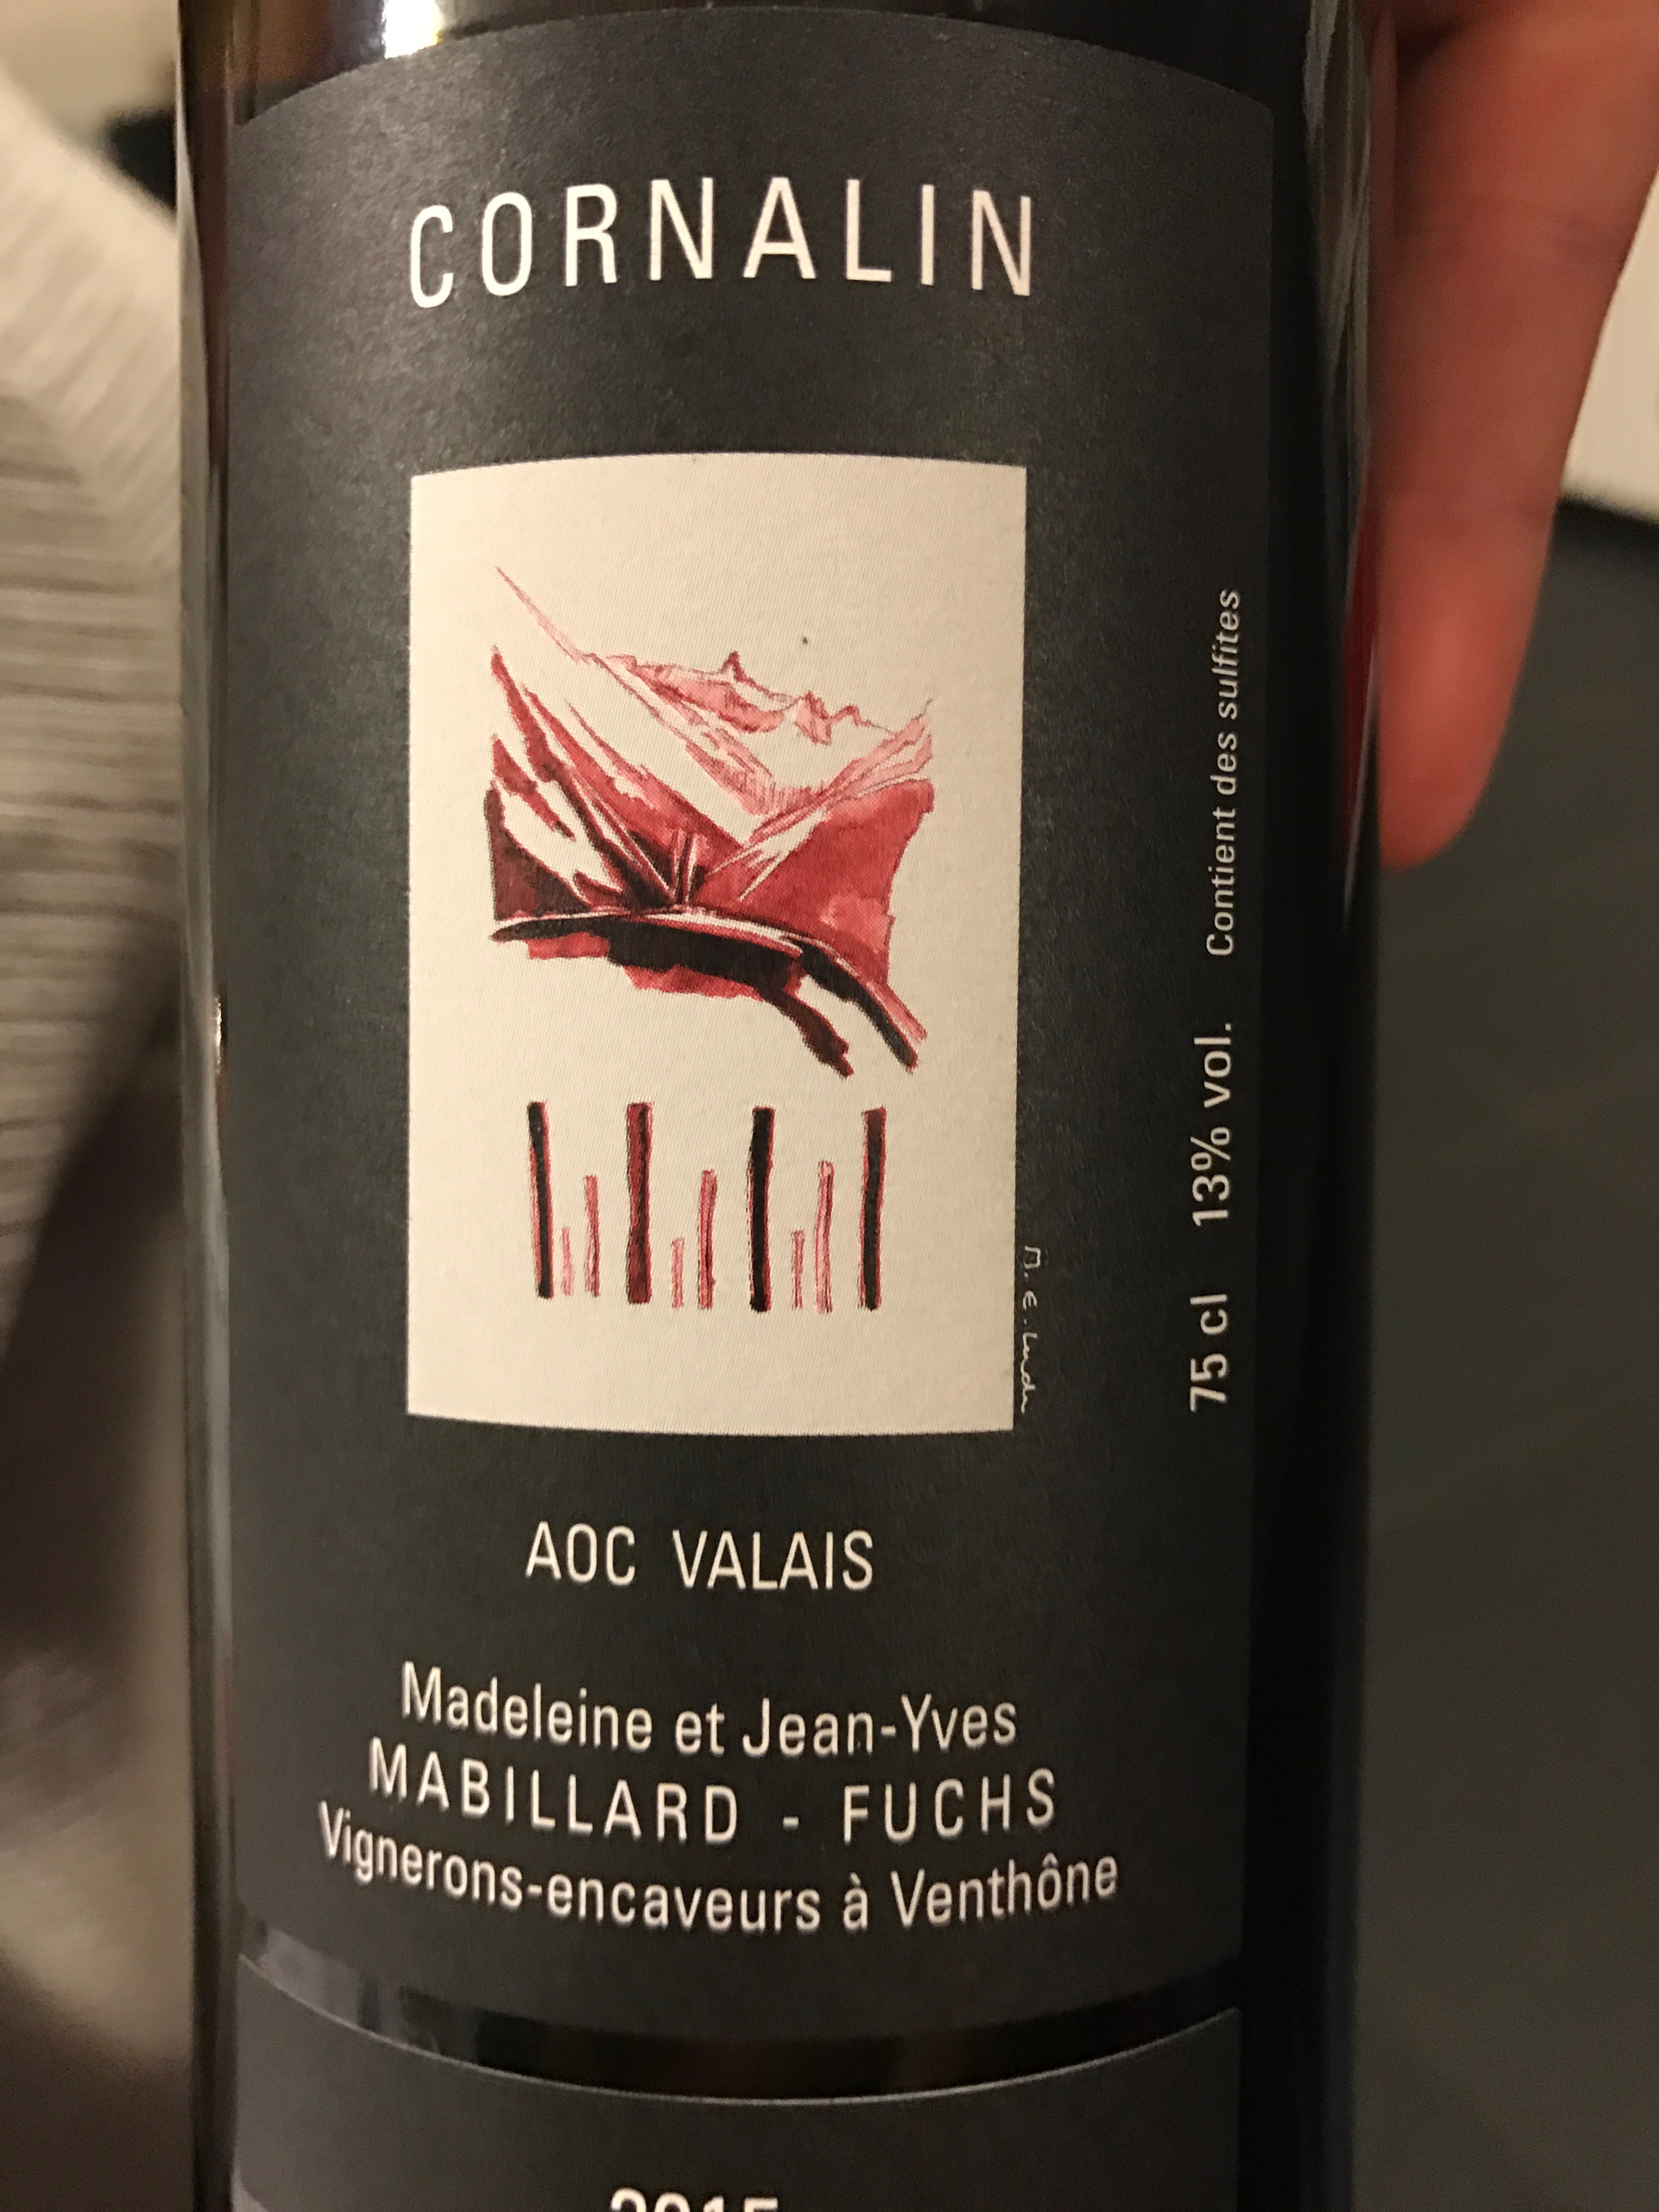 CORNALIN
AOC VALAIS
Madeleine et Jean-Yves
MABILLARD - FUCHS
Vignerons-encaveurs à Venthône
2015
75 cl 13% vol. Contient des sulfites